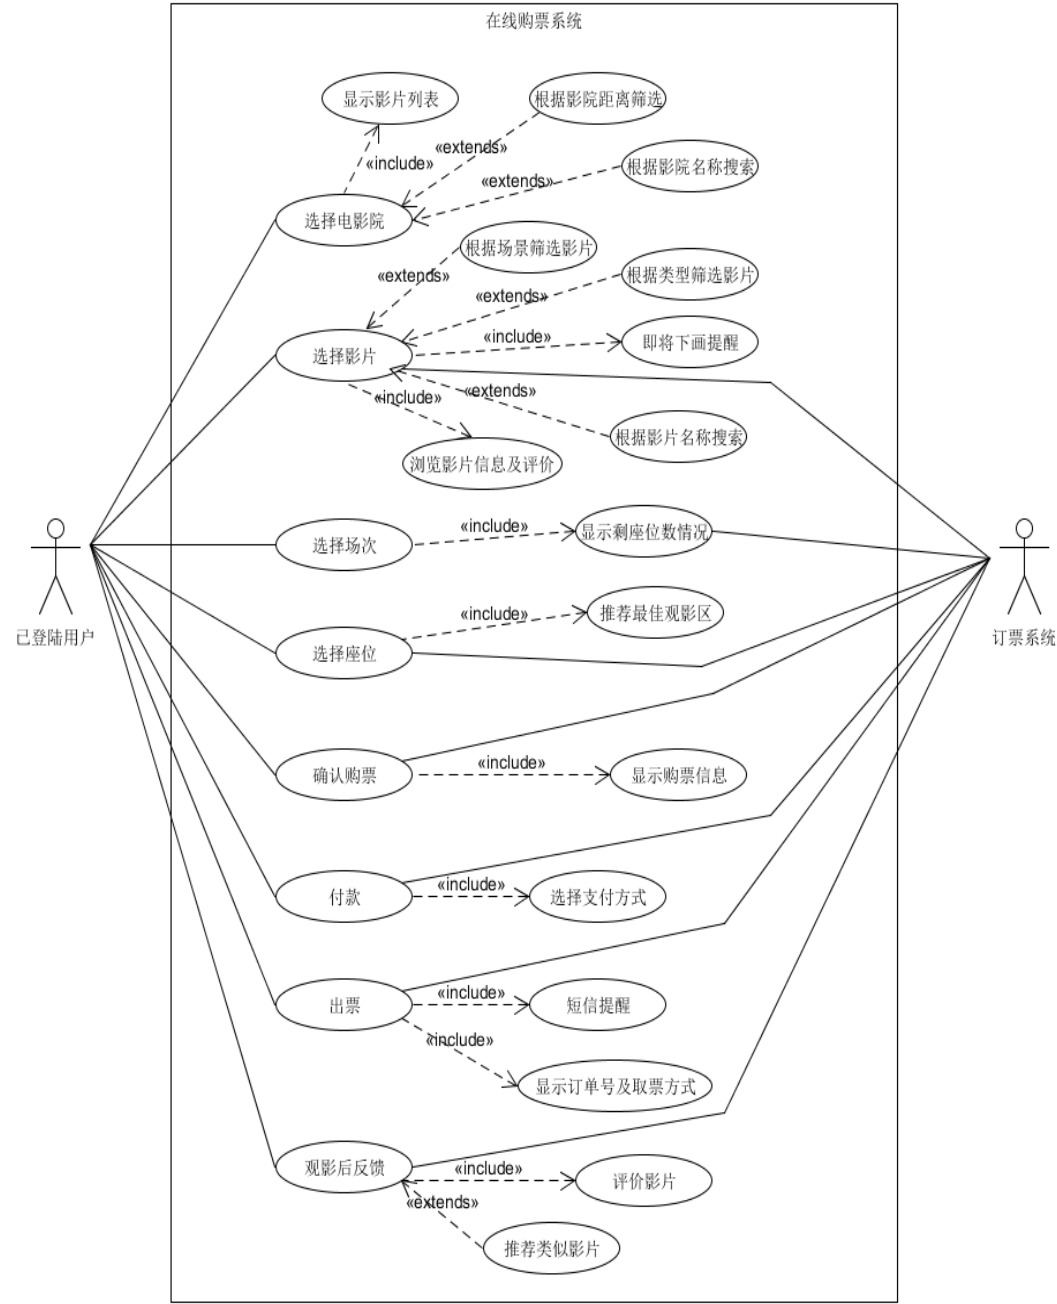 在线购票系统
显示影片列表
根据影院距离筛选
«extends»
«include»
根据影院名称搜索
«extends»
选择电影院
根据场景筛选影片
«extends»
根据类型筛选影片
«extends»
«include»
即将下画提醒
选择影片
«extends»
«include»
根据影片名称搜索
浏览影片信息及评价
«include»
显示剩座位数情况
选择场次
«include»
推荐最佳观影区
已登陆用户
订票系统
选择座位
«include»
确认购票
显示购票信息
«include»
付款
选择支付方式
«include»
出票
短信提醒
«include»
显示订单号及取票方式
观影后反馈
«include»
评价影片
«extends»
推荐类似影片